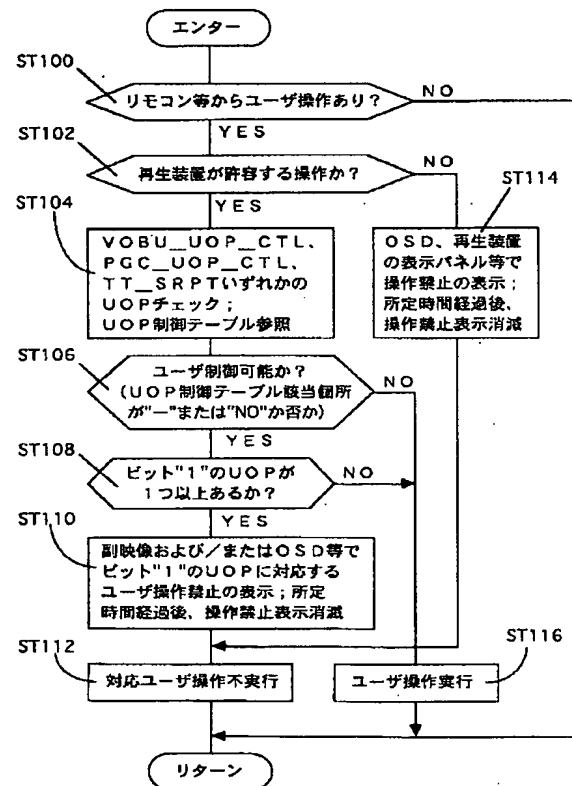 エンター
ST100
リモコン等からユーザ操作あり？
NO
YES
ST102
再生装置が許容する操作か？
NO
YES
ST104
VOBU_UOP_CTL、
PGC_UOP_CTL、
TT_SRPTいずれかの
UOPチェック；
UOP制御テーブル参照
ST114
OSD、再生装置
の表示パネル等で
操作禁止の表示；
所定時間経過後、
操作禁止表示消滅
ST106
ユーザ制御可能か？
(UOP制御テーブル該当個所
が"―"または"NO"か否か)
NO
YES
ST108
ビット"1"のUOPが
1つ以上あるか？
NO
YES
ST110
副映像および／またはOSD等で
ビット"1"のUOPに対応する
ユーザ操作禁止の表示；所定
時間経過後、操作禁止表示消滅
ST112
対応ユーザ操作不実行
ST116
ユーザ操作実行
リターン